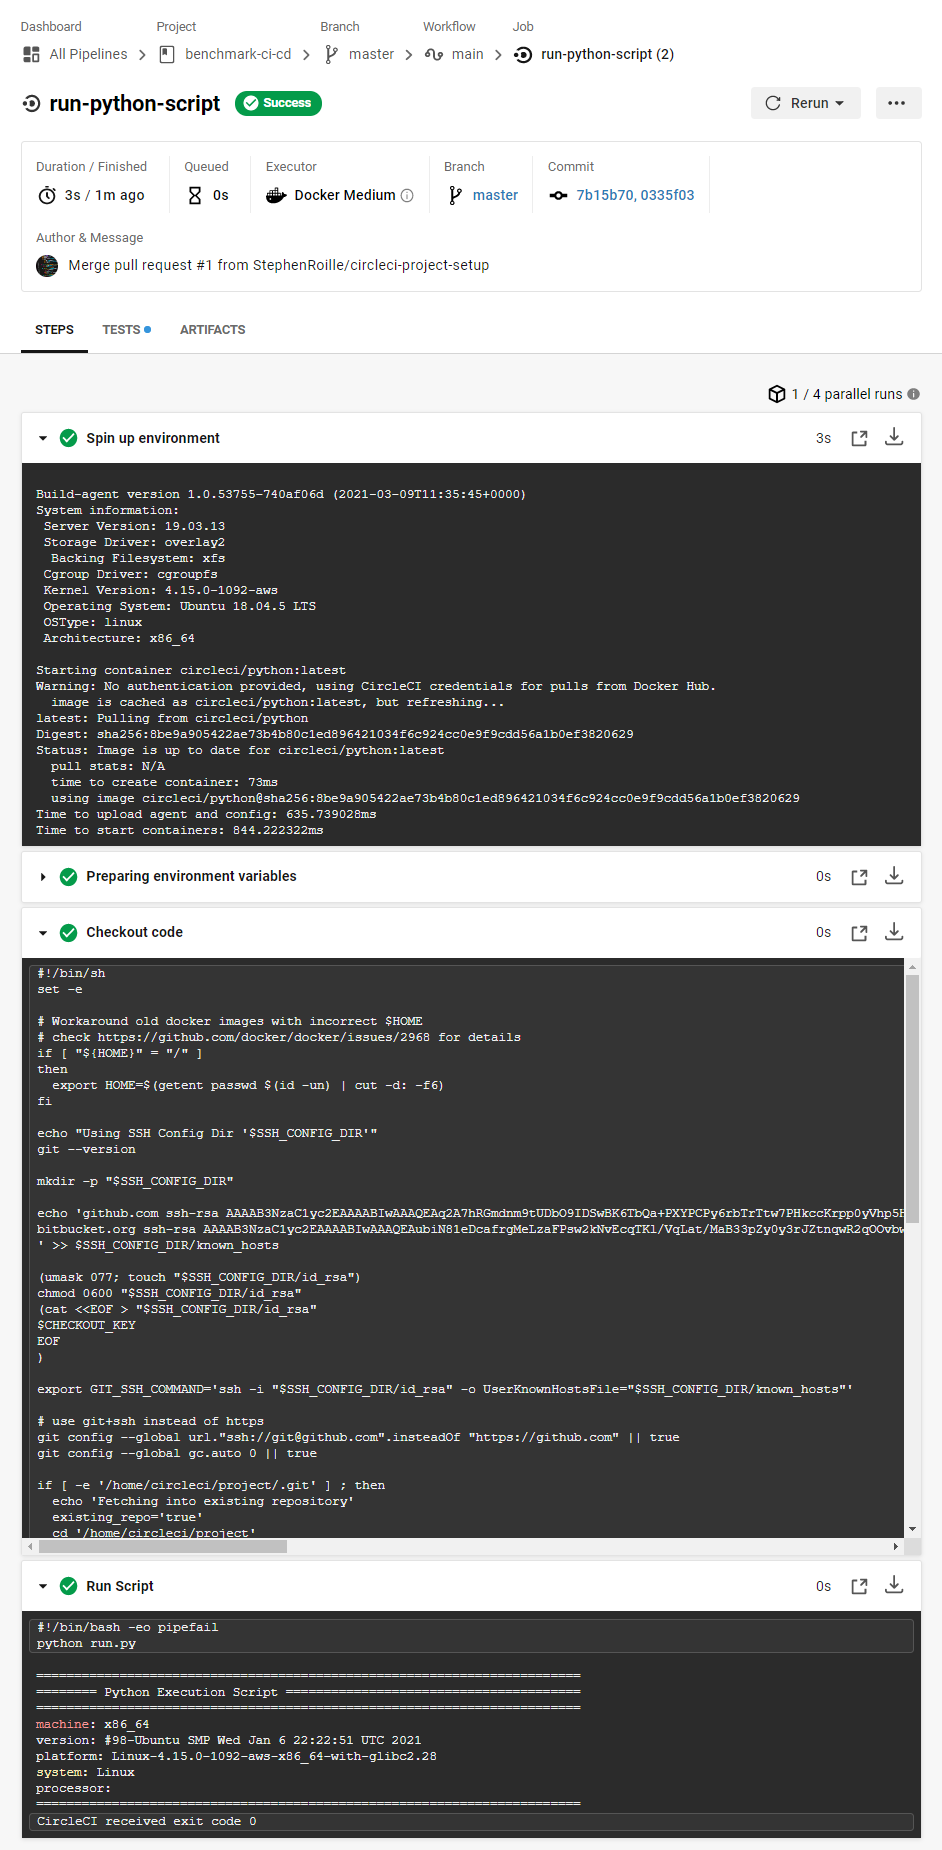 Dashboard Project Branch Workflow Job
All Pipelines benchmark-ci-cd master main run-python-script (2)
run-python-script Success Rerun
Duration / Finished Queued Executor Branch Commit
3s / 1m ago 0s Docker Medium master 7b15b70, 0335f03
Author & Message
Merge pull request #1 from StephenRoille/circleci-project-setup
STEPS TESTS ARTIFACTS
1 / 4 parallel runs
Spin up environment 3s
Build-agent version 1.0.53755-740af06d (2021-03-09T11:35:45+0000)
System information:
Server Version: 19.03.13
Storage Driver: overlay2
Backing Filesystem: xfs
Cgroup Driver: cgroupfs
Kernel Version: 4.15.0-1092-aws
Operating System: Ubuntu 18.04.5 LTS
OSType: linux
Architecture: x86_64
Starting container circleci/python:latest
Warning: No authentication provided, using CircleCI credentials for pulls from Docker Hub.
image is cached as circleci/python:latest, but refreshing...
latest: Pulling from circleci/python
Digest: sha256:8be9a905422ae73b4b80c1ed896421034f6c924cc0e9f9cdd56a1b0ef3820629
Status: Image is up to date for circleci/python:latest
pull stats: N/A
time to create container: 73ms
using image circleci/python@sha256:8be9a905422ae73b4b80c1ed896421034f6c924cc0e9f9cdd56a1b0ef3820629
Time to upload agent and config: 635.739028ms
Time to start containers: 844.222322ms
Preparing environment variables 0s
Checkout code 0s
#!/bin/sh
set -e
# Workaround old docker images with incorrect $HOME
# check https://github.com/docker/docker/issues/2968 for details
if [ "${HOME}" = "/" ]
then
export HOME=$(getent passwd $(id -un) | cut -d: -f6)
fi
echo "Using SSH Config Dir '$SSH_CONFIG_DIR'"
git --version
mkdir -p "$SSH_CONFIG_DIR"
echo 'github.com ssh-rsa AAAAB3NzaC1yc2EAAAABIwAAAQEAq2A7hRGmdnm9tUDbO9IDSwBK6TbQa+PXYPCPy6rbTrTtw7PHkccKrpp0yVhp5H
bitbucket.org ssh-rsa AAAAB3NzaC1yc2EAAAABIwAAAQEAubiN81eDcafrgMeLzaFPsw2kNvEcqTKl/VqLat/MaB33pZy0y3rJZtnqwR2qOOvbw
' >> $SSH_CONFIG_DIR/known_hosts
(umask 077; touch "$SSH_CONFIG_DIR/id_rsa")
chmod 0600 "$SSH_CONFIG_DIR/id_rsa"
(cat <<EOF > "$SSH_CONFIG_DIR/id_rsa"
$CHECKOUT_KEY
EOF
)
export GIT_SSH_COMMAND='ssh -i "$SSH_CONFIG_DIR/id_rsa" -o UserKnownHostsFile="$SSH_CONFIG_DIR/known_hosts"'
# use git+ssh instead of https
git config --global url."ssh://git@github.com".insteadOf "https://github.com" || true
git config --global gc.auto 0 || true
if [ -e '/home/circleci/project/.git' ] ; then
echo 'Fetching into existing repository'
existing_repo='true'
cd '/home/circleci/project'
Run Script 0s
#!/bin/bash -eo pipefail
python run.py
========================================================================
======== Python Execution Script =======================================
========================================================================
machine: x86_64
version: #98-Ubuntu SMP Wed Jan 6 22:22:51 UTC 2021
platform: Linux-4.15.0-1092-aws-x86_64-with-glibc2.28
system: Linux
processor:
========================================================================
CircleCI received exit code 0